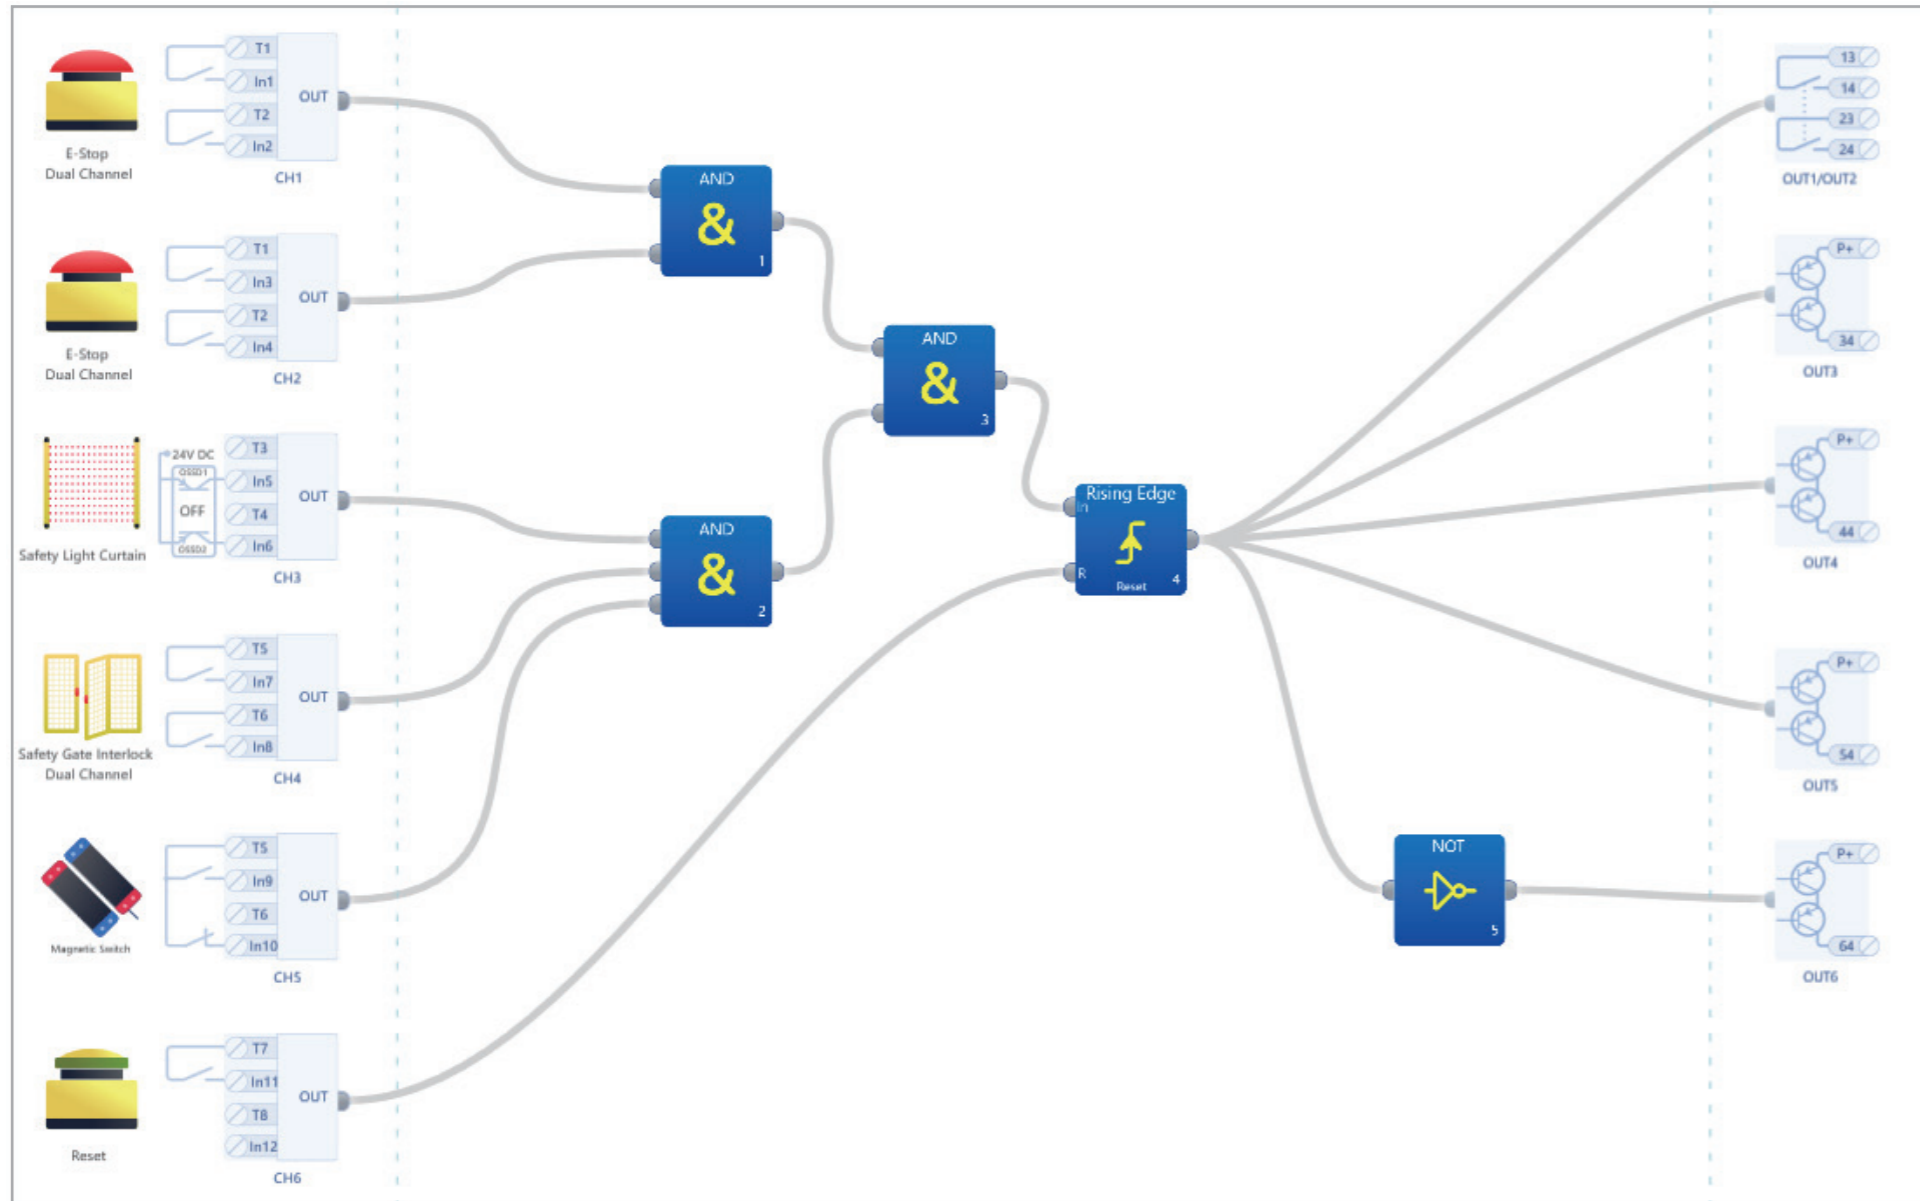 T1
In1
T2
In2
OUT
E-Stop
Dual Channel
CH1
T1
In3
T2
In4
OUT
E-Stop
Dual Channel
CH2
24V DC
OSSD1
OFF
OSSD2
T3
In5
T4
In6
OUT
Safety Light Curtain
CH3
T5
In7
T6
In8
OUT
Safety Gate Interlock
Dual Channel
CH4
T5
In9
T6
In10
OUT
Magnetic Switch
CH5
T7
In11
T8
In12
OUT
Reset
CH6
AND
&
1
AND
&
2
AND
&
3
Rising Edge
In
R
Reset
4
NOT
5
13
14
23
24
OUT1/OUT2
P+
34
OUT3
P+
44
OUT4
P+
54
OUT5
P+
64
OUT6